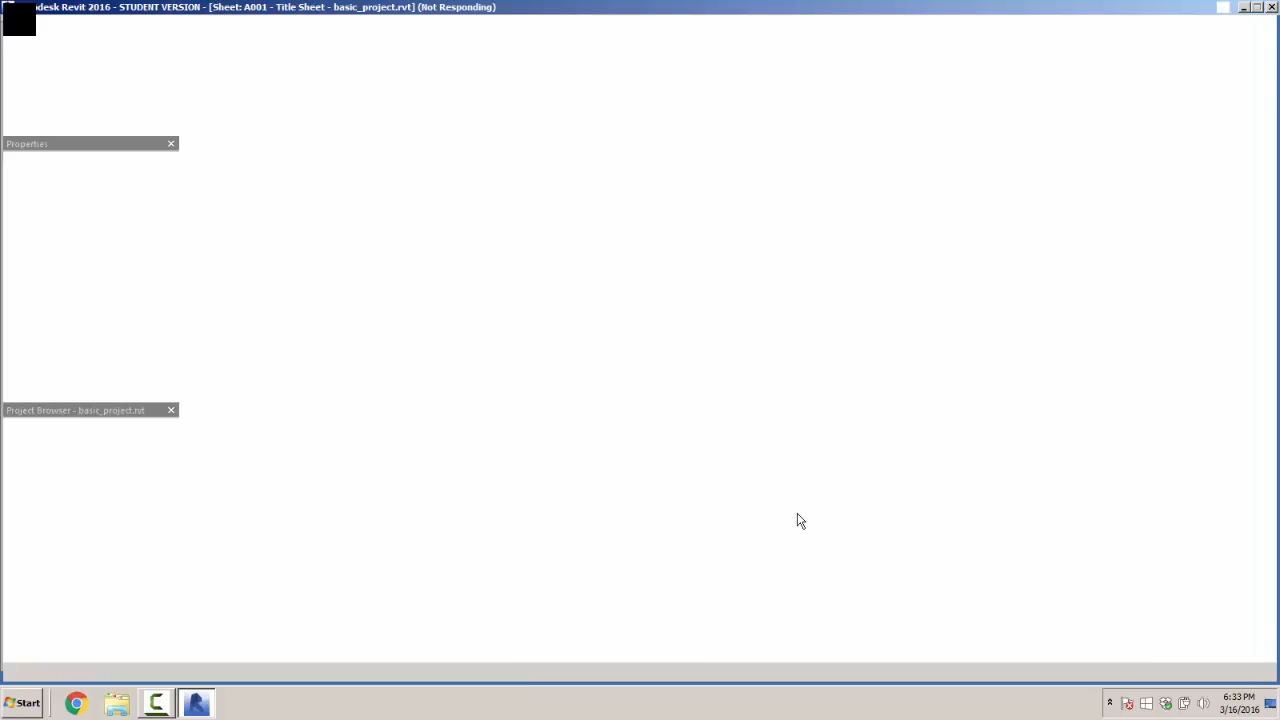 desk Revit 2016 - STUDENT VERSION - [Sheet: A001 - Title Sheet - basic_project.rvt] (Not Responding)
Properties
Project Browser - basic_project.rvt
Start
6:33 PM
3/16/2016